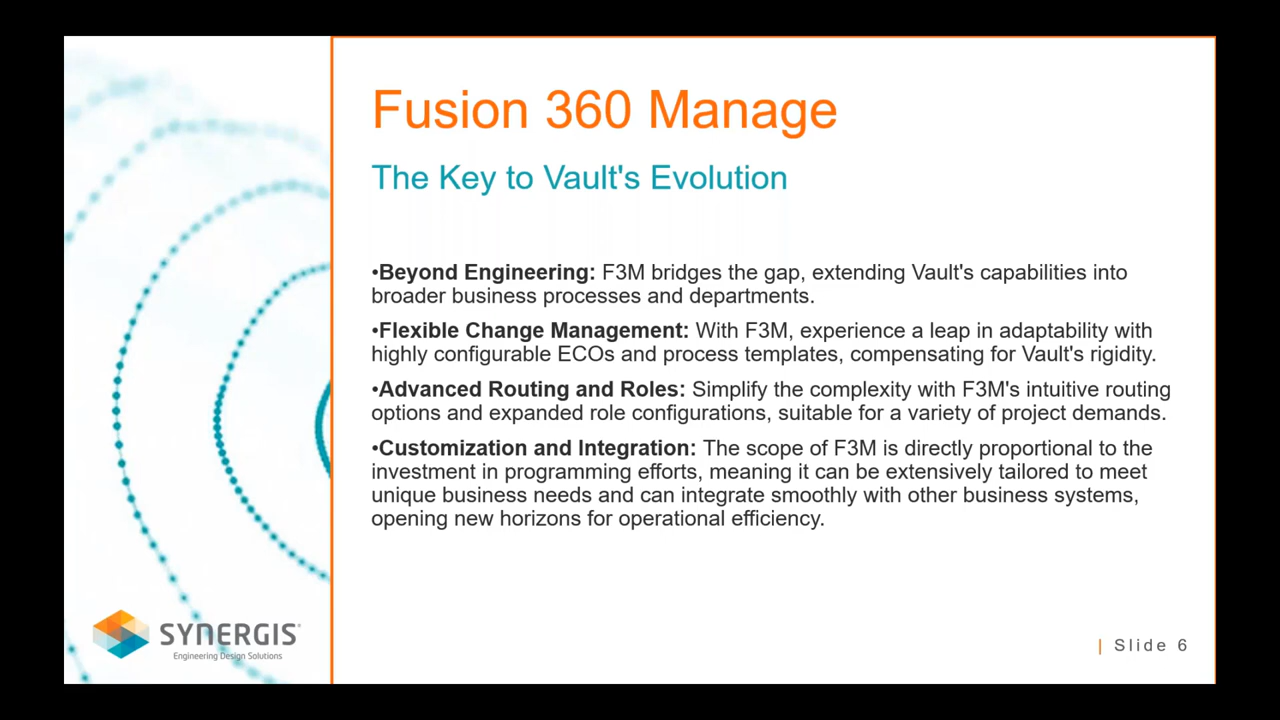 Fusion 360 Manage
The Key to Vault's Evolution
•Beyond Engineering: F3M bridges the gap, extending Vault's capabilities into
broader business processes and departments.
•Flexible Change Management: With F3M, experience a leap in adaptability with
highly configurable ECOs and process templates, compensating for Vault's rigidity.
•Advanced Routing and Roles: Simplify the complexity with F3M's intuitive routing
options and expanded role configurations, suitable for a variety of project demands.
•Customization and Integration: The scope of F3M is directly proportional to the
investment in programming efforts, meaning it can be extensively tailored to meet
unique business needs and can integrate smoothly with other business systems,
opening new horizons for operational efficiency.
SYNERGIS
Engineering Design Solutions
| Slide 6